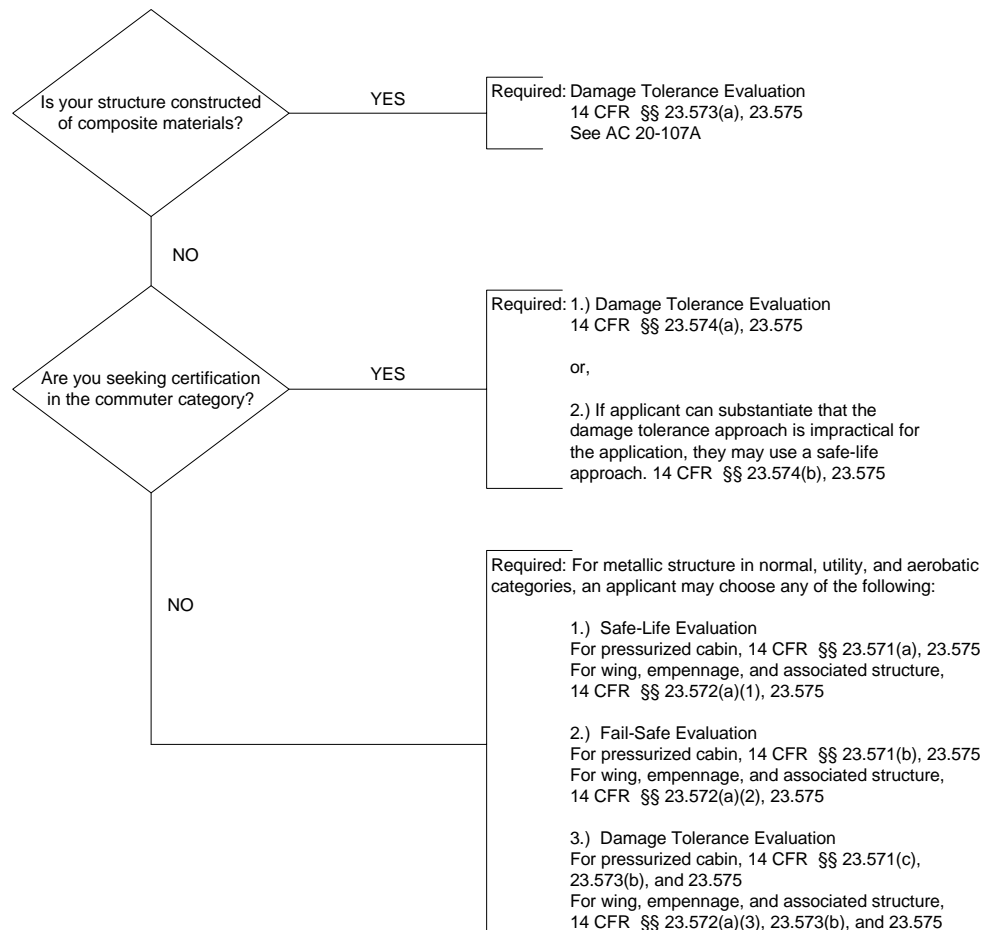 Is your structure constructed
of composite materials?
YES
Required: Damage Tolerance Evaluation
14 CFR §§ 23.573(a), 23.575
See AC 20-107A
NO
Are you seeking certification
in the commuter category?
YES
Required: 1.) Damage Tolerance Evaluation
14 CFR §§ 23.574(a), 23.575
or,
2.) If applicant can substantiate that the
damage tolerance approach is impractical for
the application, they may use a safe-life
approach. 14 CFR §§ 23.574(b), 23.575
NO
Required: For metallic structure in normal, utility, and aerobatic
categories, an applicant may choose any of the following:
1.) Safe-Life Evaluation
For pressurized cabin, 14 CFR §§ 23.571(a), 23.575
For wing, empennage, and associated structure,
14 CFR §§ 23.572(a)(1), 23.575
2.) Fail-Safe Evaluation
For pressurized cabin, 14 CFR §§ 23.571(b), 23.575
For wing, empennage, and associated structure,
14 CFR §§ 23.572(a)(2), 23.575
3.) Damage Tolerance Evaluation
For pressurized cabin, 14 CFR §§ 23.571(c),
23.573(b), and 23.575
For wing, empennage, and associated structure,
14 CFR §§ 23.572(a)(3), 23.573(b), and 23.575